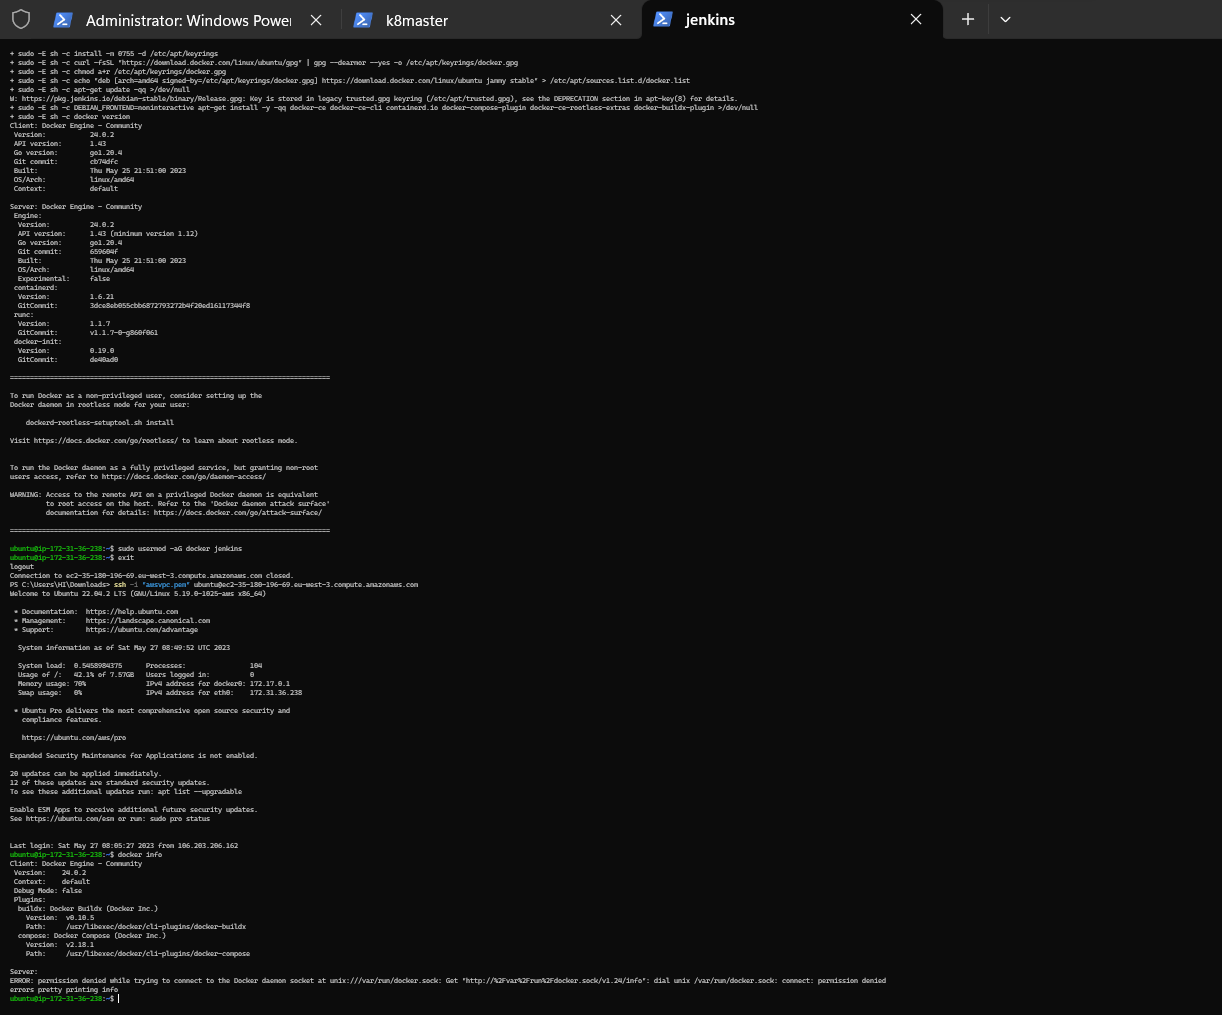 Administrator: Windows Power
k8master
jenkins
+ sudo -E sh -c install -m 0755 -d /etc/apt/keyrings
+ sudo -E sh -c curl -fsSL "https://download.docker.com/linux/ubuntu/gpg" | gpg --dearmor --yes -o /etc/apt/keyrings/docker.gpg
+ sudo -E sh -c chmod a+r /etc/apt/keyrings/docker.gpg
+ sudo -E sh -c echo "deb [arch=amd64 signed-by=/etc/apt/keyrings/docker.gpg] https://download.docker.com/linux/ubuntu jammy stable" > /etc/apt/sources.list.d/docker.list
+ sudo -E sh -c apt-get update -qq >/dev/null
W: https://pkg.jenkins.io/debian-stable/binary/Release.gpg: Key is stored in legacy trusted.gpg keyring (/etc/apt/trusted.gpg), see the DEPRECATION section in apt-key(8) for details.
+ sudo -E sh -c DEBIAN_FRONTEND=noninteractive apt-get install -y -qq docker-ce docker-ce-cli containerd.io docker-compose-plugin docker-ce-rootless-extras docker-buildx-plugin >/dev/null
+ sudo -E sh -c docker version
Client: Docker Engine - Community
Version: 24.0.2
API version: 1.43
Go version: go1.20.4
Git commit: cb74dfc
Built: Thu May 25 21:51:00 2023
OS/Arch: linux/amd64
Context: default
Server: Docker Engine - Community
Engine:
Version: 24.0.2
API version: 1.43 (minimum version 1.12)
Go version: go1.20.4
Git commit: 659604f
Built: Thu May 25 21:51:00 2023
OS/Arch: linux/amd64
Experimental: false
containerd:
Version: 1.6.21
GitCommit: 3dce8eb055cbb6872793272b4f20ed16117344f8
runc:
Version: 1.1.7
GitCommit: v1.1.7-0-g860f061
docker-init:
Version: 0.19.0
GitCommit: de40ad0
================================================================================
To run Docker as a non-privileged user, consider setting up the
Docker daemon in rootless mode for your user:
dockerd-rootless-setuptool.sh install
Visit https://docs.docker.com/go/rootless/ to learn about rootless mode.
To run the Docker daemon as a fully privileged service, but granting non-root
users access, refer to https://docs.docker.com/go/daemon-access/
WARNING: Access to the remote API on a privileged Docker daemon is equivalent
to root access on the host. Refer to the 'Docker daemon attack surface'
documentation for details: https://docs.docker.com/go/attack-surface/
================================================================================
ubuntu@ip-172-31-36-238:~$ sudo usermod -aG docker jenkins
ubuntu@ip-172-31-36-238:~$ exit
logout
Connection to ec2-35-180-196-69.eu-west-3.compute.amazonaws.com closed.
PS C:\Users\HI\Downloads> ssh -i "awsvpc.pem" ubuntu@ec2-35-180-196-69.eu-west-3.compute.amazonaws.com
Welcome to Ubuntu 22.04.2 LTS (GNU/Linux 5.19.0-1025-aws x86_64)
* Documentation: https://help.ubuntu.com
* Management: https://landscape.canonical.com
* Support: https://ubuntu.com/advantage
System information as of Sat May 27 08:49:52 UTC 2023
System load: 0.5458984375 Processes: 104
Usage of /: 42.1% of 7.57GB Users logged in: 0
Memory usage: 70% IPv4 address for docker0: 172.17.0.1
Swap usage: 0% IPv4 address for eth0: 172.31.36.238
* Ubuntu Pro delivers the most comprehensive open source security and
compliance features.
https://ubuntu.com/aws/pro
Expanded Security Maintenance for Applications is not enabled.
20 updates can be applied immediately.
12 of these updates are standard security updates.
To see these additional updates run: apt list --upgradable
Enable ESM Apps to receive additional future security updates.
See https://ubuntu.com/esm or run: sudo pro status
Last login: Sat May 27 08:05:27 2023 from 106.203.206.162
ubuntu@ip-172-31-36-238:~$ docker info
Client: Docker Engine - Community
Version: 24.0.2
Context: default
Debug Mode: false
Plugins:
buildx: Docker Buildx (Docker Inc.)
Version: v0.10.5
Path: /usr/libexec/docker/cli-plugins/docker-buildx
compose: Docker Compose (Docker Inc.)
Version: v2.18.1
Path: /usr/libexec/docker/cli-plugins/docker-compose
Server:
ERROR: permission denied while trying to connect to the Docker daemon socket at unix:///var/run/docker.sock: Get "http://%2Fvar%2Frun%2Fdocker.sock/v1.24/info": dial unix /var/run/docker.sock: connect: permission denied
errors pretty printing info
ubuntu@ip-172-31-36-238:~$